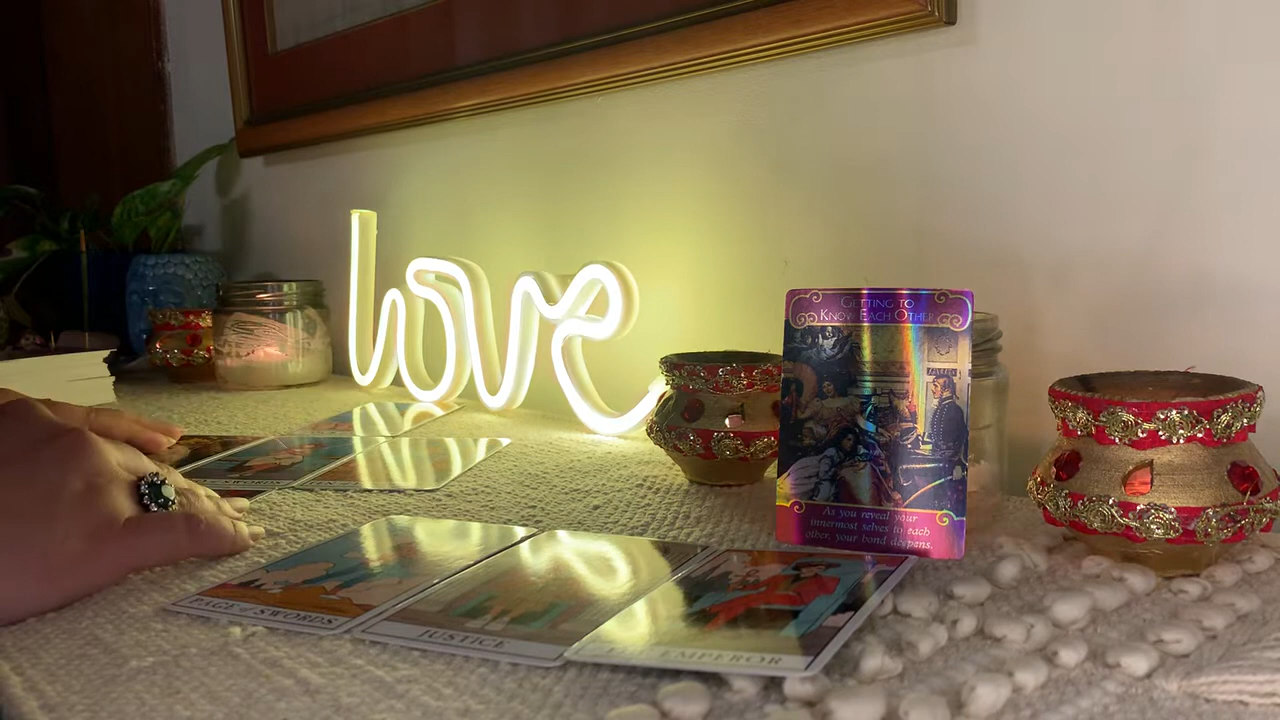 love
GETTING TO
KNOW EACH OTHER
As you reveal your
innermost selves to each
other, your bond deepens.
SWORDS
PAGE of SWORDS
JUSTICE
EMPEROR